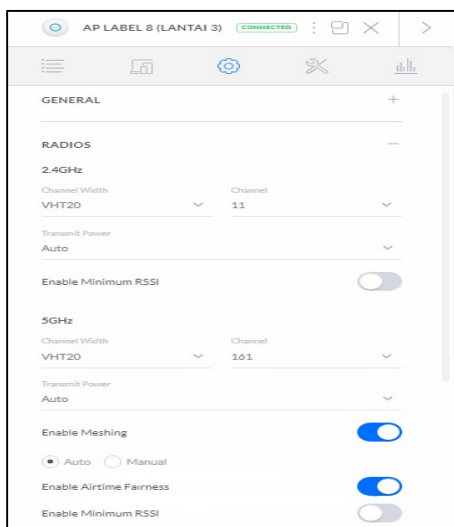 AP LABEL 8 (LANTAI 3) CONNECTED
GENERAL
RADIOS
2.4GHz
Channel Width Channel
VHT20 11
Transmit Power
Auto
Enable Minimum RSSI
5GHz
Channel Width Channel
VHT20 161
Transmit Power
Auto
Enable Meshing
Auto Manual
Enable Airtime Fairness
Enable Minimum RSSI